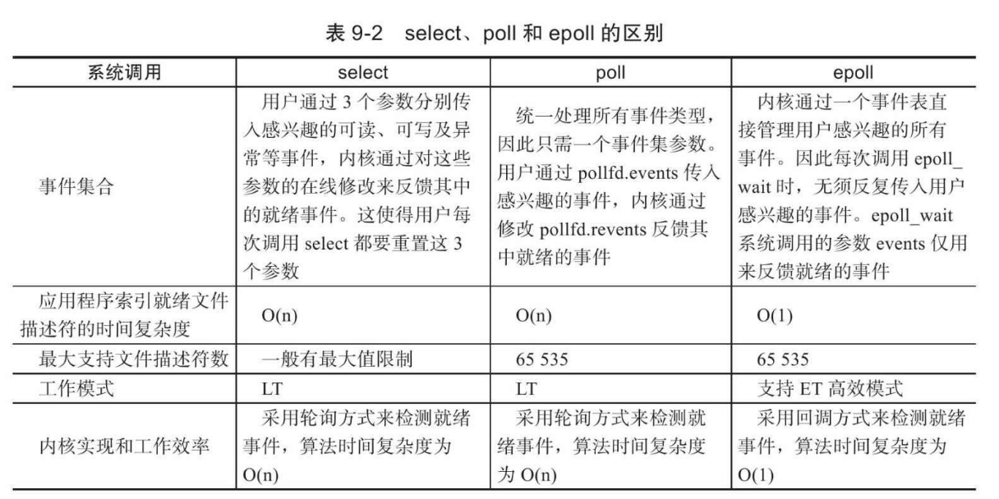 表 9-2 select、poll 和 epoll 的区别
系统调用
select
poll
epoll
事件集合
用户通过 3 个参数分别传
入感兴趣的可读、可写及异
常等事件，内核通过对这些
参数的在线修改来反馈其中
的就绪事件。这使得用户每
次调用 select 都要重置这 3
个参数
统一处理所有事件类型，
因此只需一个事件集参数。
用户通过 pollfd.events 传入
感兴趣的事件，内核通过
修改 pollfd.revents 反馈其
中就绪的事件
内核通过一个事件表直
接管理用户感兴趣的所有
事件。因此每次调用 epoll_
wait 时，无须反复传入用户
感兴趣的事件。epoll_wait
系统调用的参数 events 仅用
来反馈就绪的事件
应用程序索引就绪文件
描述符的时间复杂度
O(n)
O(n)
O(1)
最大支持文件描述符数
一般有最大值限制
65 535
65 535
工作模式
LT
LT
支持 ET 高效模式
内核实现和工作效率
采用轮询方式来检测就绪
事件，算法时间复杂度为
O(n)
采用轮询方式来检测就
绪事件，算法时间复杂度
为 O(n)
采用回调方式来检测就绪
事件，算法时间复杂度为
O(1)